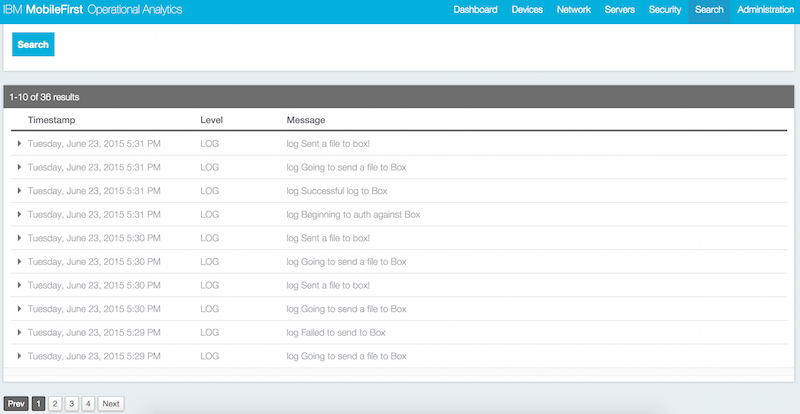 IBM MobileFirst Operational Analytics Dashboard Devices Network Servers Security Search Administration
Search
1-10 of 36 results
Timestamp Level Message
Tuesday, June 23, 2015 5:31 PM LOG log Sent a file to box!
Tuesday, June 23, 2015 5:31 PM LOG log Going to send a file to Box
Tuesday, June 23, 2015 5:31 PM LOG log Successful log to Box
Tuesday, June 23, 2015 5:31 PM LOG log Beginning to auth against Box
Tuesday, June 23, 2015 5:30 PM LOG log Sent a file to box!
Tuesday, June 23, 2015 5:30 PM LOG log Going to send a file to Box
Tuesday, June 23, 2015 5:30 PM LOG log Sent a file to box!
Tuesday, June 23, 2015 5:30 PM LOG log Going to send a file to Box
Tuesday, June 23, 2015 5:29 PM LOG log Failed to send to Box
Tuesday, June 23, 2015 5:29 PM LOG log Going to send a file to Box
Prev 1 2 3 4 Next